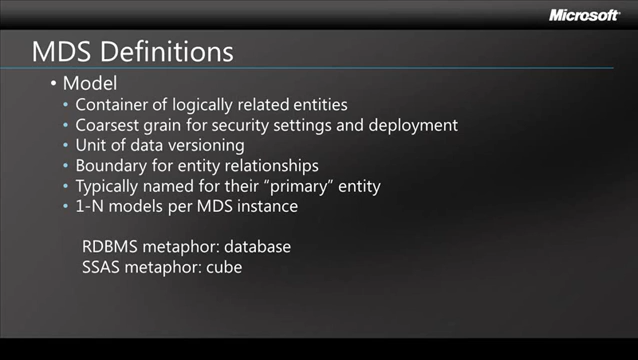 Microsoft
MDS Definitions
• Model
• Container of logically related entities
• Coarsest grain for security settings and deployment
• Unit of data versioning
• Boundary for entity relationships
• Typically named for their “primary” entity
• 1-N models per MDS instance
RDBMS metaphor: database
SSAS metaphor: cube